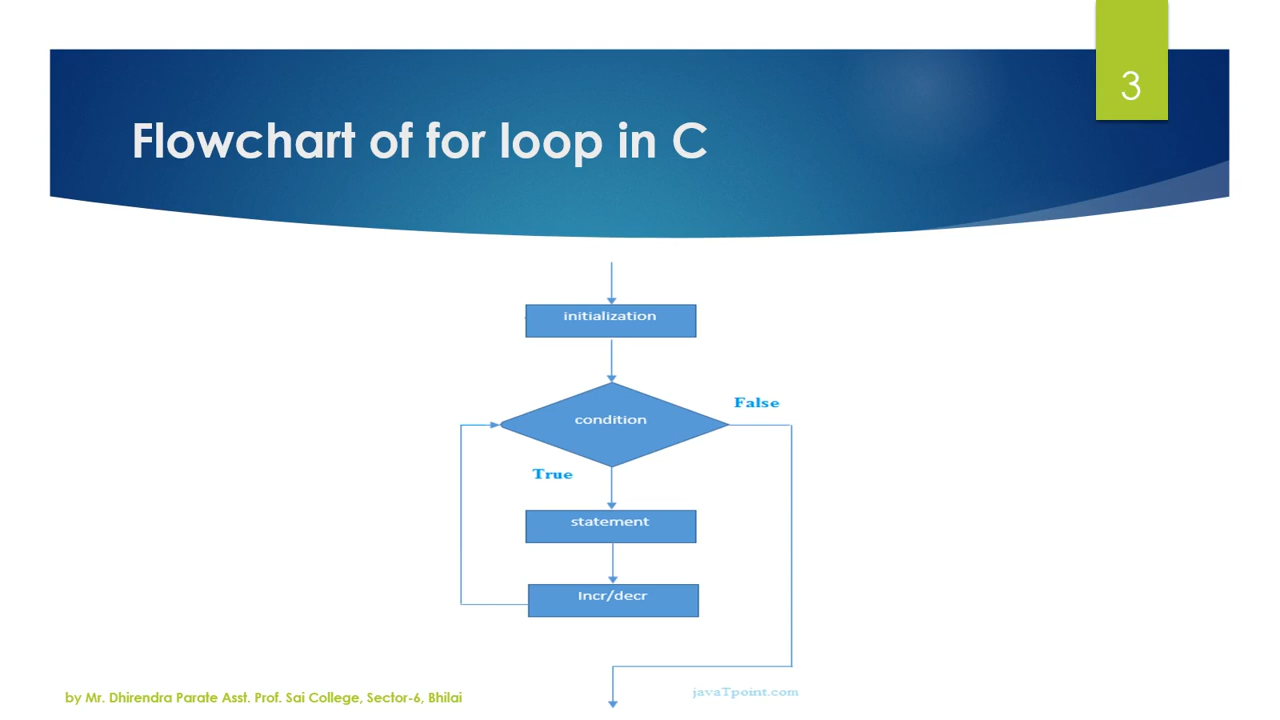 3
Flowchart of for loop in C
initialization
condition
False
True
statement
Incr/decr
javaTpoint.com
by Mr. Dhirendra Parate Asst. Prof. Sai College, Sector-6, Bhilai